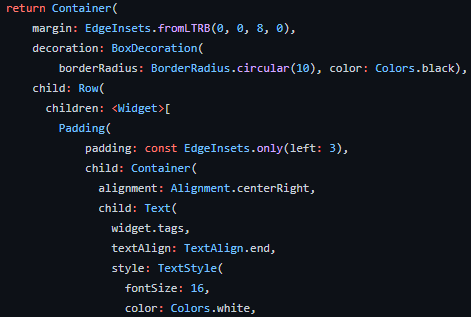 return Container(
margin: EdgeInsets.fromLTRB(0, 0, 8, 0),
decoration: BoxDecoration(
borderRadius: BorderRadius.circular(10), color: Colors.black),
child: Row(
children: <Widget>[
Padding(
padding: const EdgeInsets.only(left: 3),
child: Container(
alignment: Alignment.centerRight,
child: Text(
widget.tags,
textAlign: TextAlign.end,
style: TextStyle(
fontSize: 16,
color: Colors.white,